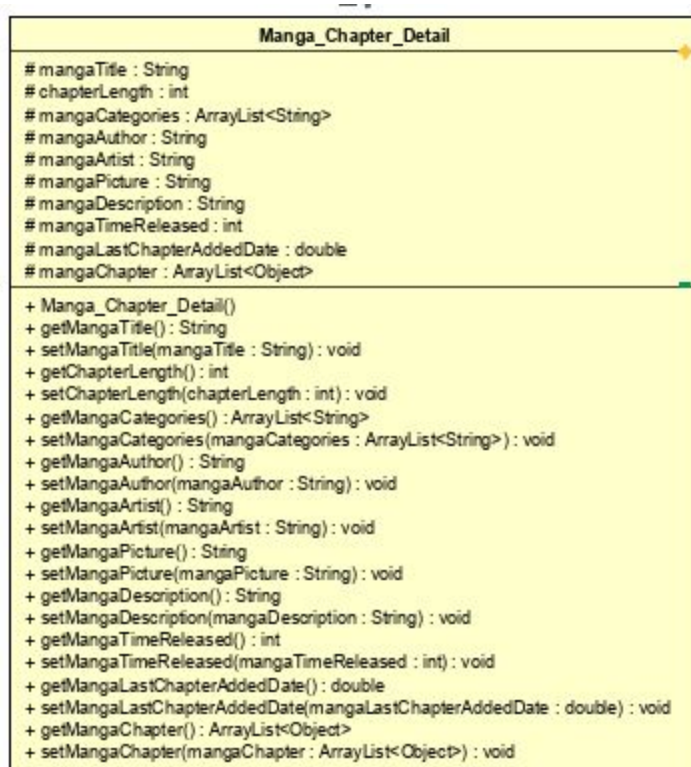 Manga_Chapter_Detail
# mangaTitle : String
# chapterLength : int
# mangaCategories : ArrayList<String>
# mangaAuthor : String
# mangaArtist : String
# mangaPicture : String
# mangaDescription : String
# mangaTimeReleased : int
# mangaLastChapterAddedDate : double
# mangaChapter : ArrayList<Object>
+ Manga_Chapter_Detail()
+ getMangaTitle() : String
+ setMangaTitle(mangaTitle : String) : void
+ getChapterLength() : int
+ setChapterLength(chapterLength : int) : void
+ getMangaCategories() : ArrayList<String>
+ setMangaCategories(mangaCategories : ArrayList<String>) : void
+ getMangaAuthor() : String
+ setMangaAuthor(mangaAuthor : String) : void
+ getMangaArtist() : String
+ setMangaArtist(mangaArtist : String) : void
+ getMangaPicture() : String
+ setMangaPicture(mangaPicture : String) : void
+ getMangaDescription() : String
+ setMangaDescription(mangaDescription : String) : void
+ getMangaTimeReleased() : int
+ setMangaTimeReleased(mangaTimeReleased : int) : void
+ getMangaLastChapterAddedDate() : double
+ setMangaLastChapterAddedDate(mangaLastChapterAddedDate : double) : void
+ getMangaChapter() : ArrayList<Object>
+ setMangaChapter(mangaChapter : ArrayList<Object>) : void